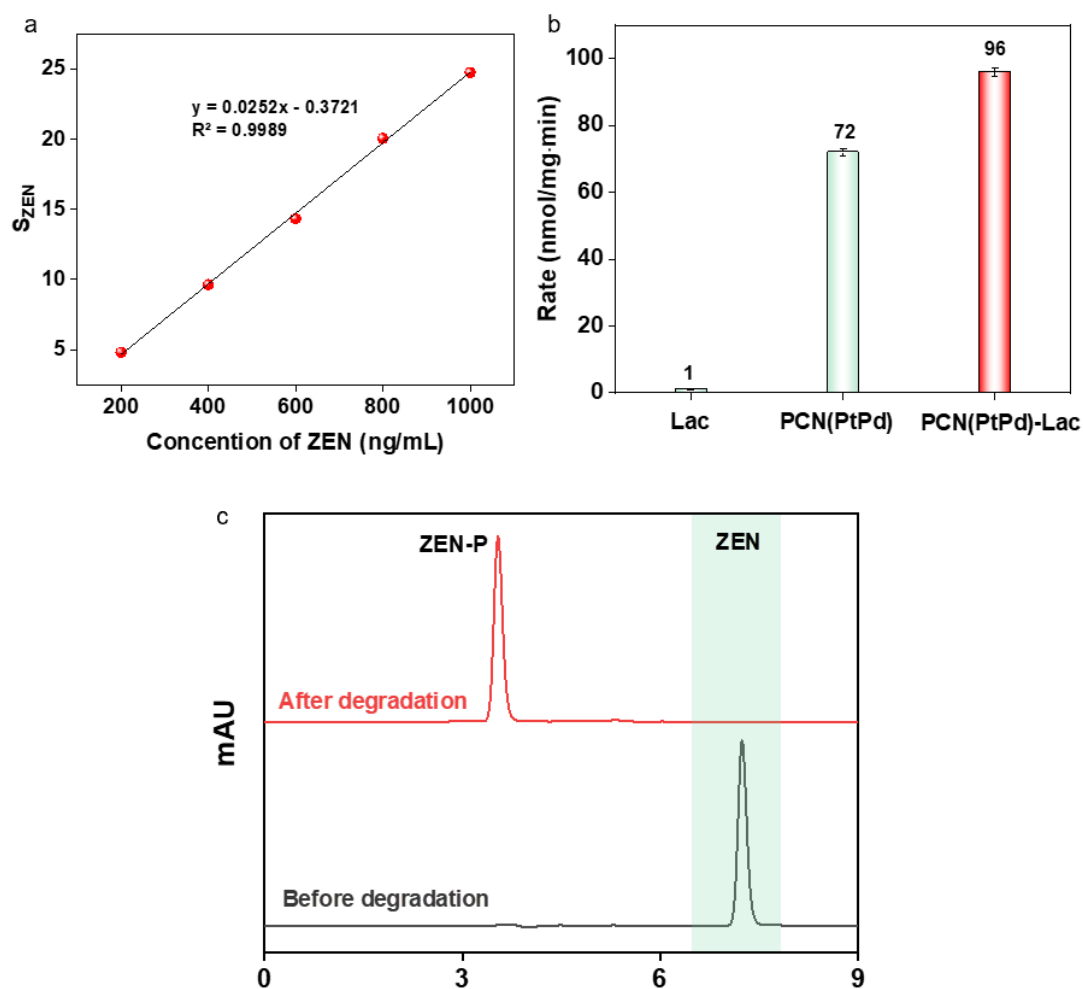 a
25
20
15
10
5
y = 0.0252x - 0.3721
R² = 0.9989
S_ZEN
200 400 600 800 1000
Concention of ZEN (ng/mL)
b
100
80
60
40
20
0
Rate (nmol/mg·min)
1
72
96
Lac PCN(PtPd) PCN(PtPd)-Lac
c
ZEN-P
ZEN
After degradation
Before degradation
mAU
0 3 6 9